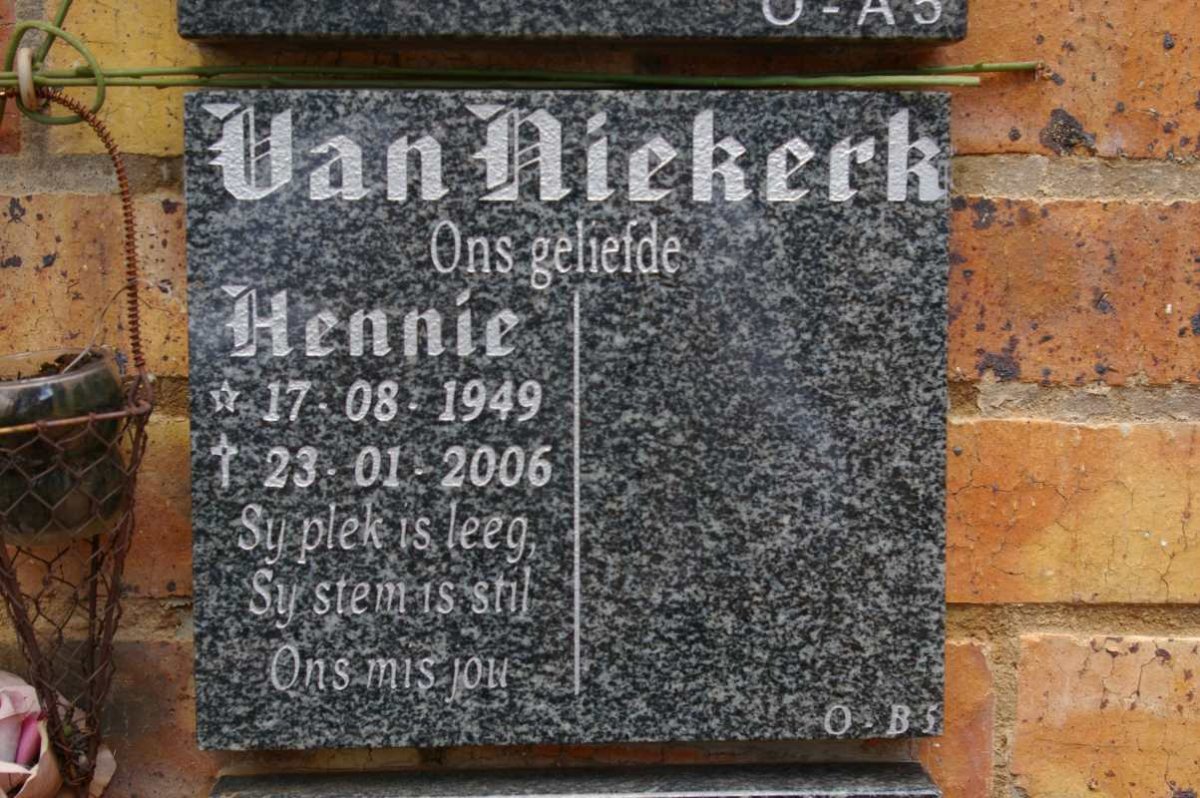 O - A5
Van Niekerk
Ons geliefde
Hennie
☆ 17 - 08 - 1949
✝ 23 - 01 - 2006
Sy plek is leeg,
Sy stem is stil
Ons mis jou
O - B5